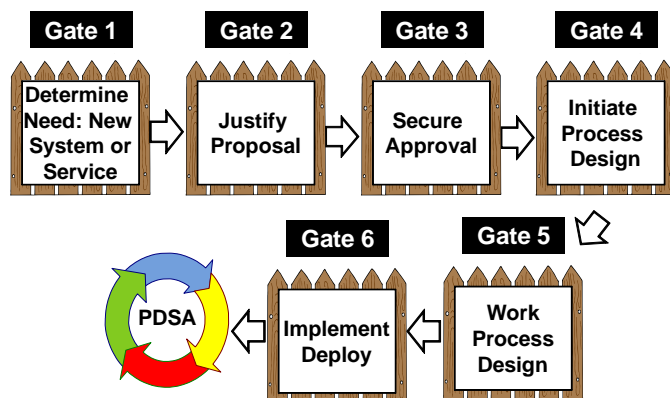 Gate 1
Determine
Need: New
System or
Service
Gate 2
Justify
Proposal
Gate 3
Secure
Approval
Gate 4
Initiate
Process
Design
Gate 5
Work
Process
Design
Gate 6
Implement
Deploy
PDSA